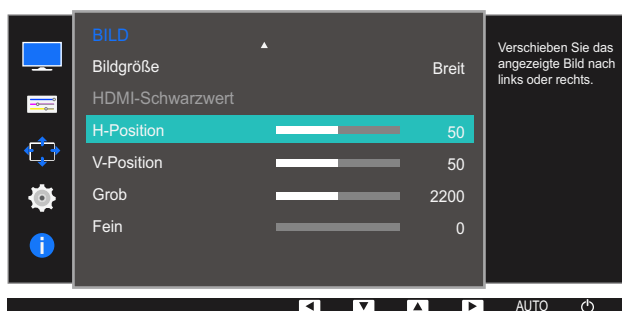 BILD
Bildgröße Breit
HDMI-Schwarzwert
H-Position 50
V-Position 50
Grob 2200
Fein 0
Verschieben Sie das
angezeigte Bild nach
links oder rechts.
AUTO